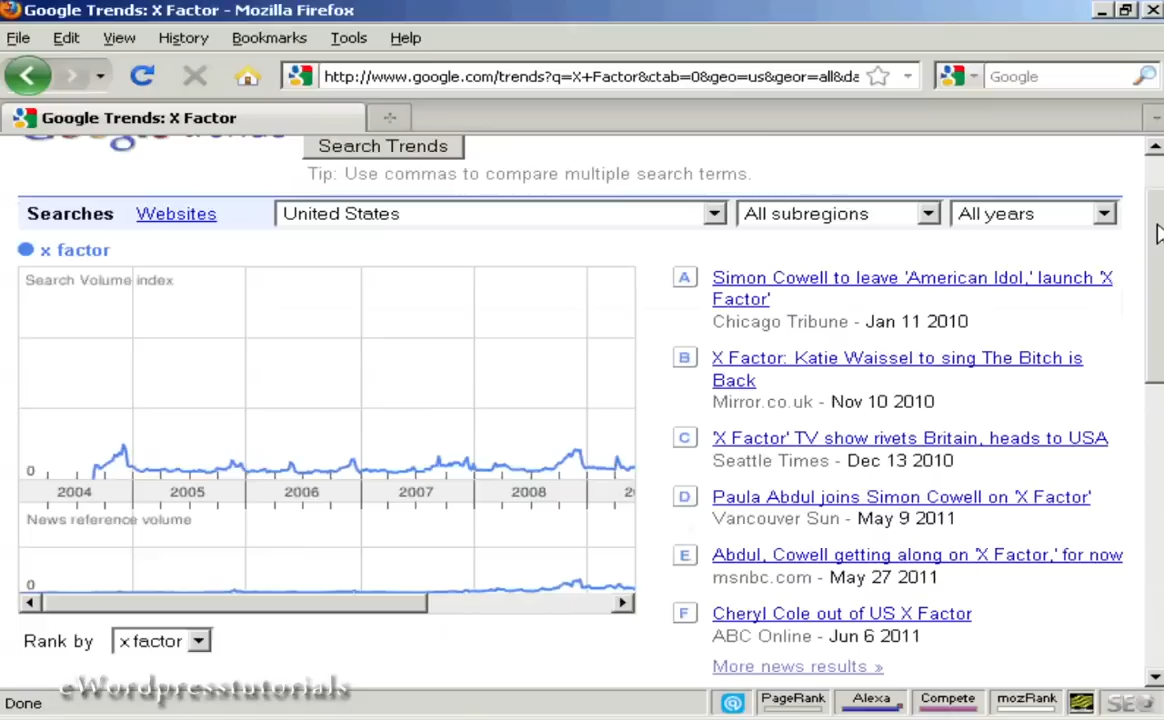 Google Trends: X Factor - Mozilla Firefox
File Edit View History Bookmarks Tools Help
http://www.google.com/trends?q=X+Factor&ctab=0&geo=us&geor=all&da
Google
Google Trends: X Factor
Search Trends
Tip: Use commas to compare multiple search terms.
Searches Websites United States All subregions All years
x factor
Search Volume index
0
2004 2005 2006 2007 2008 2
News reference volume
0
Rank by x factor
A Simon Cowell to leave 'American Idol,' launch 'X
Factor'
Chicago Tribune - Jan 11 2010
B X Factor: Katie Waissel to sing The Bitch is
Back
Mirror.co.uk - Nov 10 2010
C 'X Factor' TV show rivets Britain, heads to USA
Seattle Times - Dec 13 2010
D Paula Abdul joins Simon Cowell on 'X Factor'
Vancouver Sun - May 9 2011
E Abdul, Cowell getting along on 'X Factor,' for now
msnbc.com - May 27 2011
F Cheryl Cole out of US X Factor
ABC Online - Jun 6 2011
More news results »
eWordpresstutorials
Done PageRank Alexa Compete mozRank SE